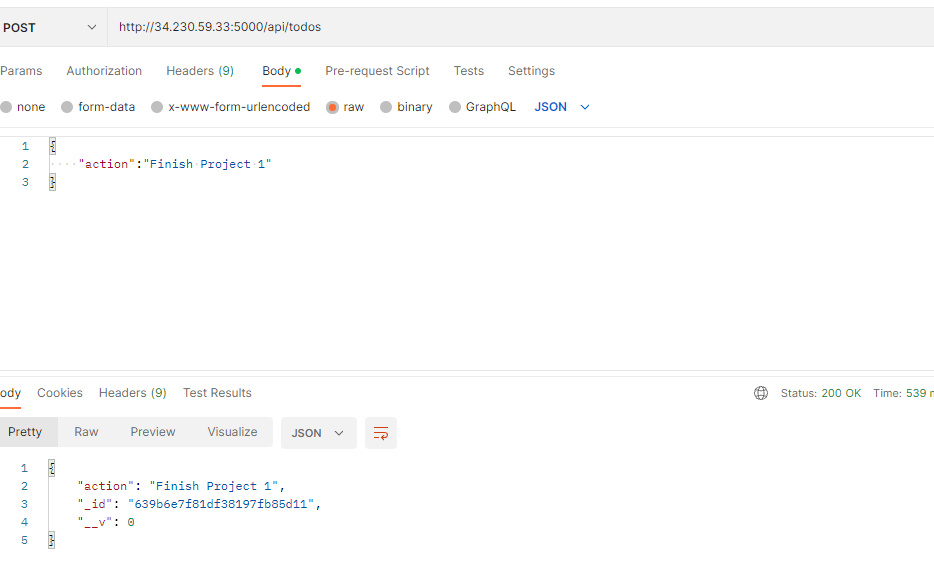 POST http://34.230.59.33:5000/api/todos
Params Authorization Headers (9) Body Pre-request Script Tests Settings
none form-data x-www-form-urlencoded raw binary GraphQL JSON
1 {
2 "action":"Finish Project 1"
3 }
ody Cookies Headers (9) Test Results Status: 200 OK Time: 539 m
Pretty Raw Preview Visualize JSON
1 {
2 "action": "Finish Project 1",
3 "_id": "639b6e7f81df38197fb85d11",
4 "__v": 0
5 }